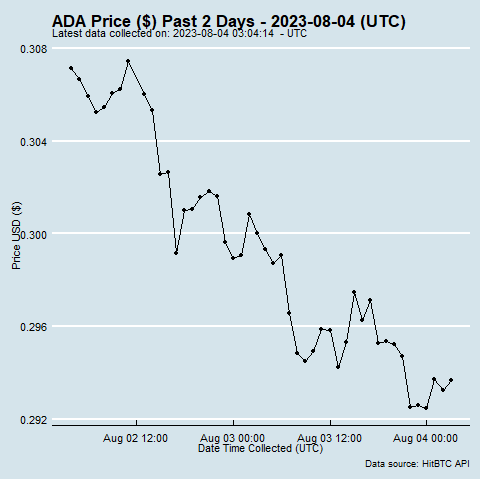 ADA Price ($) Past 2 Days - 2023-08-04 (UTC)
Latest data collected on: 2023-08-04 03:04:14 - UTC
0.308
0.304
0.300
0.296
0.292
Price USD ($)
Aug 02 12:00 Aug 03 00:00 Aug 03 12:00 Aug 04 00:00
Date Time Collected (UTC)
Data source: HitBTC API